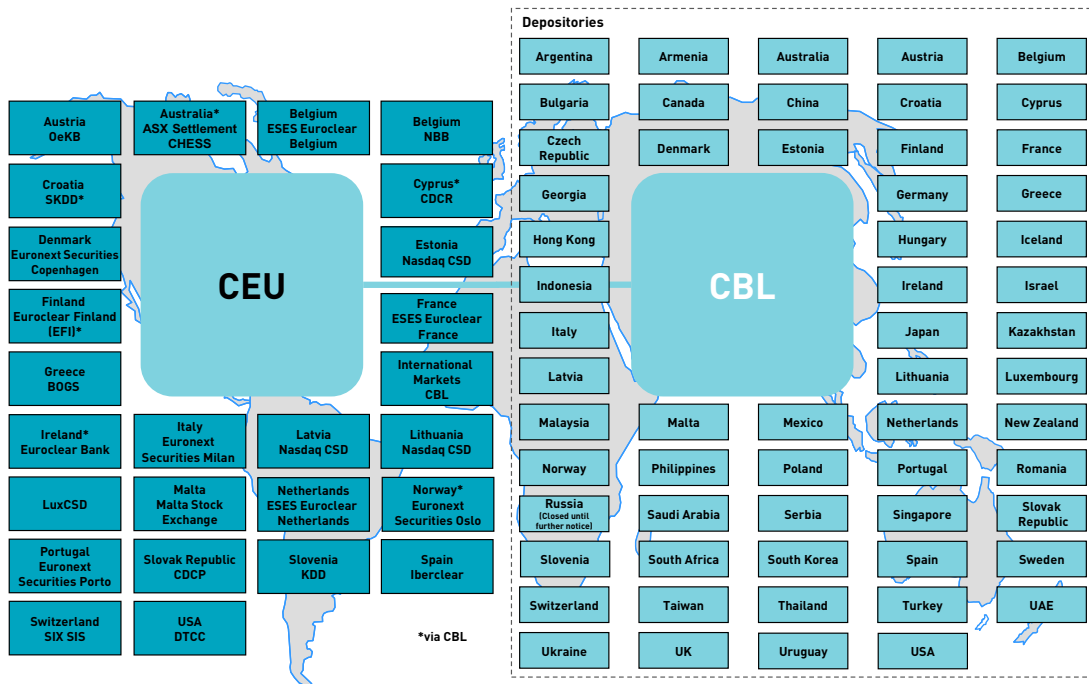 Depositories
Argentina
Armenia
Australia
Austria
Belgium
Bulgaria
Canada
China
Croatia
Cyprus
Czech
Republic
Denmark
Estonia
Finland
France
Georgia
Germany
Greece
Hong Kong
Hungary
Iceland
Indonesia
Ireland
Israel
Italy
Japan
Kazakhstan
Latvia
Lithuania
Luxembourg
Malaysia
Malta
Mexico
Netherlands
New Zealand
Norway
Philippines
Poland
Portugal
Romania
Russia
(Closed until
further notice)
Saudi Arabia
Serbia
Singapore
Slovak
Republic
Slovenia
South Africa
South Korea
Spain
Sweden
Switzerland
Taiwan
Thailand
Turkey
UAE
Ukraine
UK
Uruguay
USA
CBL
CEU
Austria
OeKB
Australia*
ASX Settlement
CHESS
Belgium
ESES Euroclear
Belgium
Belgium
NBB
Croatia
SKDD*
Cyprus*
CDCR
Denmark
Euronext Securities
Copenhagen
Estonia
Nasdaq CSD
Finland
Euroclear Finland
(EFI)*
France
ESES Euroclear
France
Greece
BOGS
International
Markets
CBL
Ireland*
Euroclear Bank
Italy
Euronext
Securities Milan
Latvia
Nasdaq CSD
Lithuania
Nasdaq CSD
LuxCSD
Malta
Malta Stock
Exchange
Netherlands
ESES Euroclear
Netherlands
Norway*
Euronext
Securities Oslo
Portugal
Euronext
Securities Porto
Slovak Republic
CDCP
Slovenia
KDD
Spain
Iberclear
Switzerland
SIX SIS
USA
DTCC
*via CBL